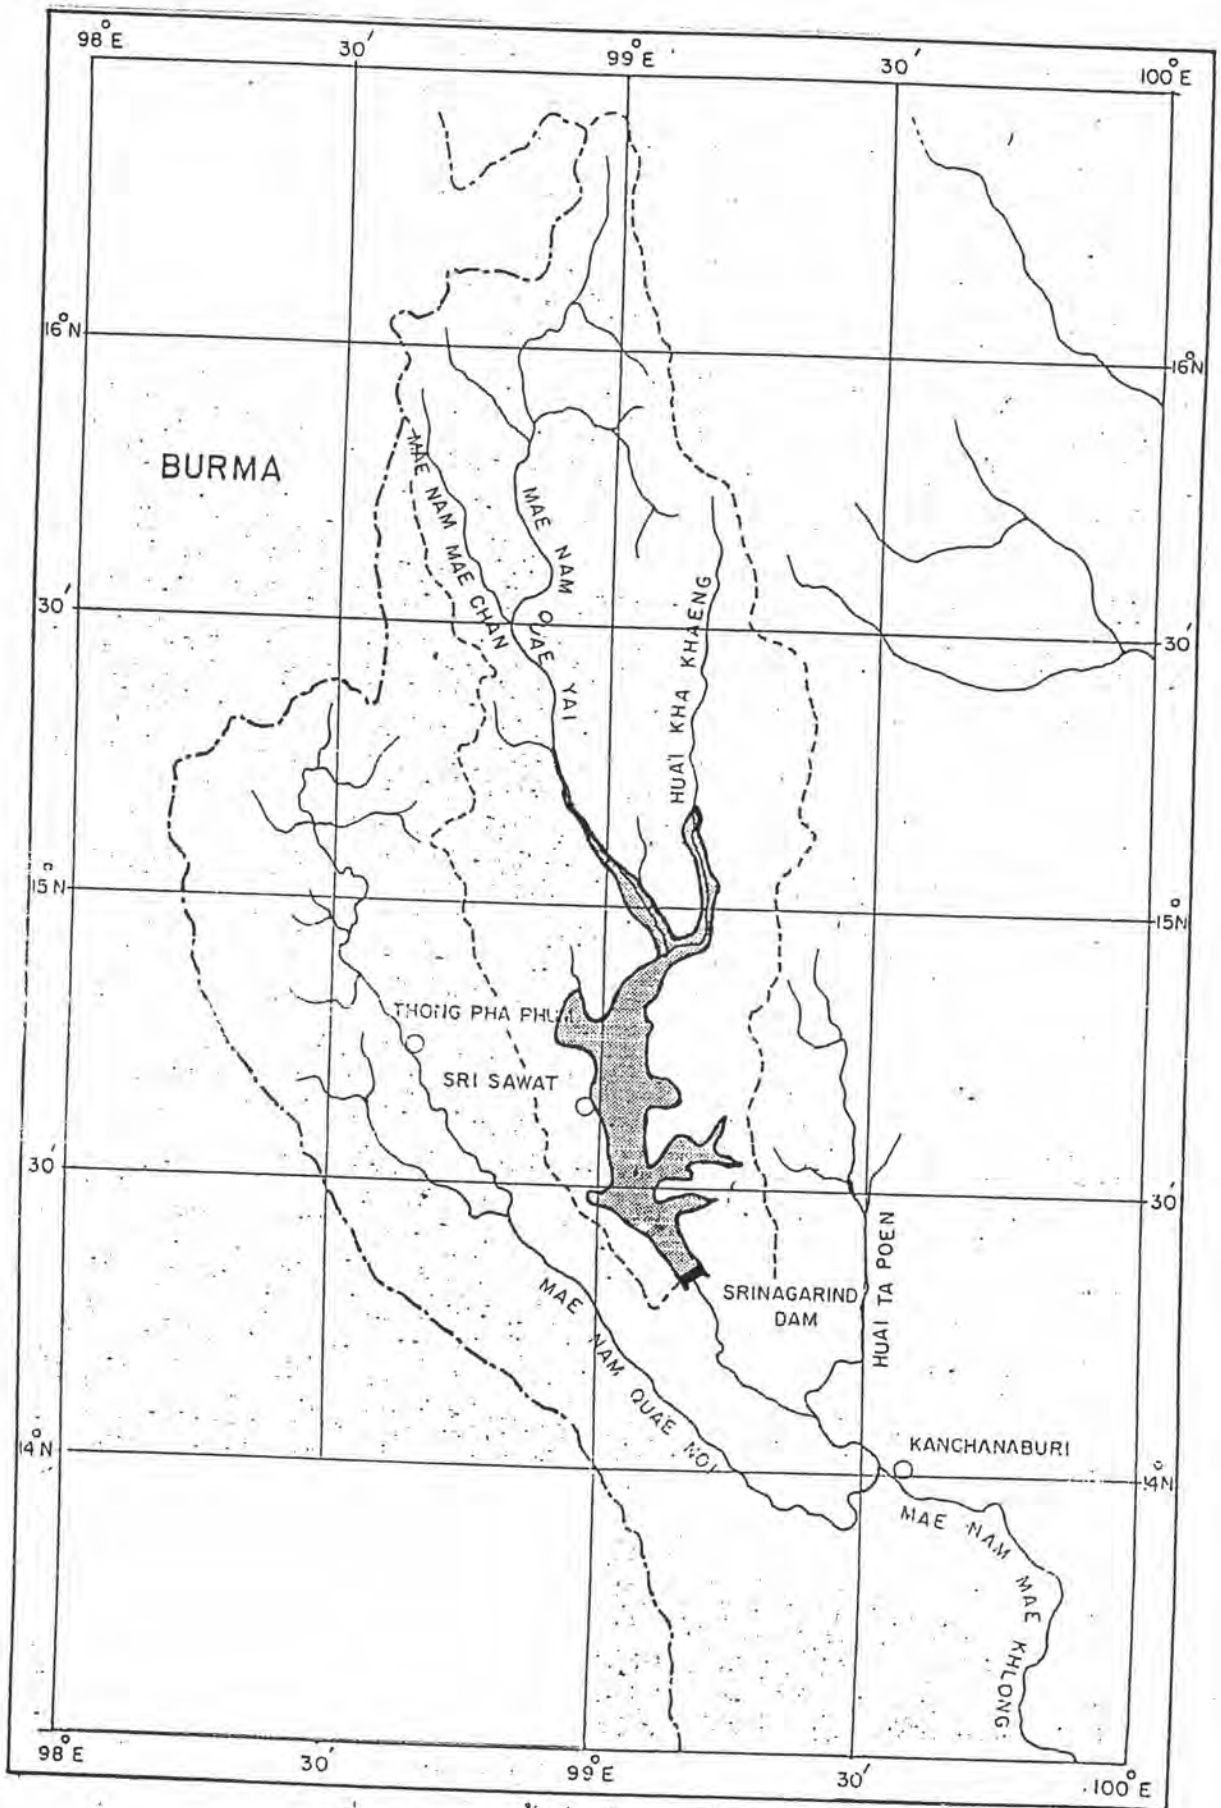 98°E
30′
99°E
30′
100°E
16°N
16°N
BURMA
MAE NAM MAE CHAN
MAE NAM QUAE YAI
HUAI KHA KHAENG
30′
30′
15°N
15°N
THONG PHA
SRI SAWAT
30′
30′
SRINAGARIND
DAM
HUAI TA POEN
MAE NAM QUAE NOI
14°N
14°N
KANCHANABURI
MAE NAM MAE KHLONG
98°E
30′
99°E
30′
100°E